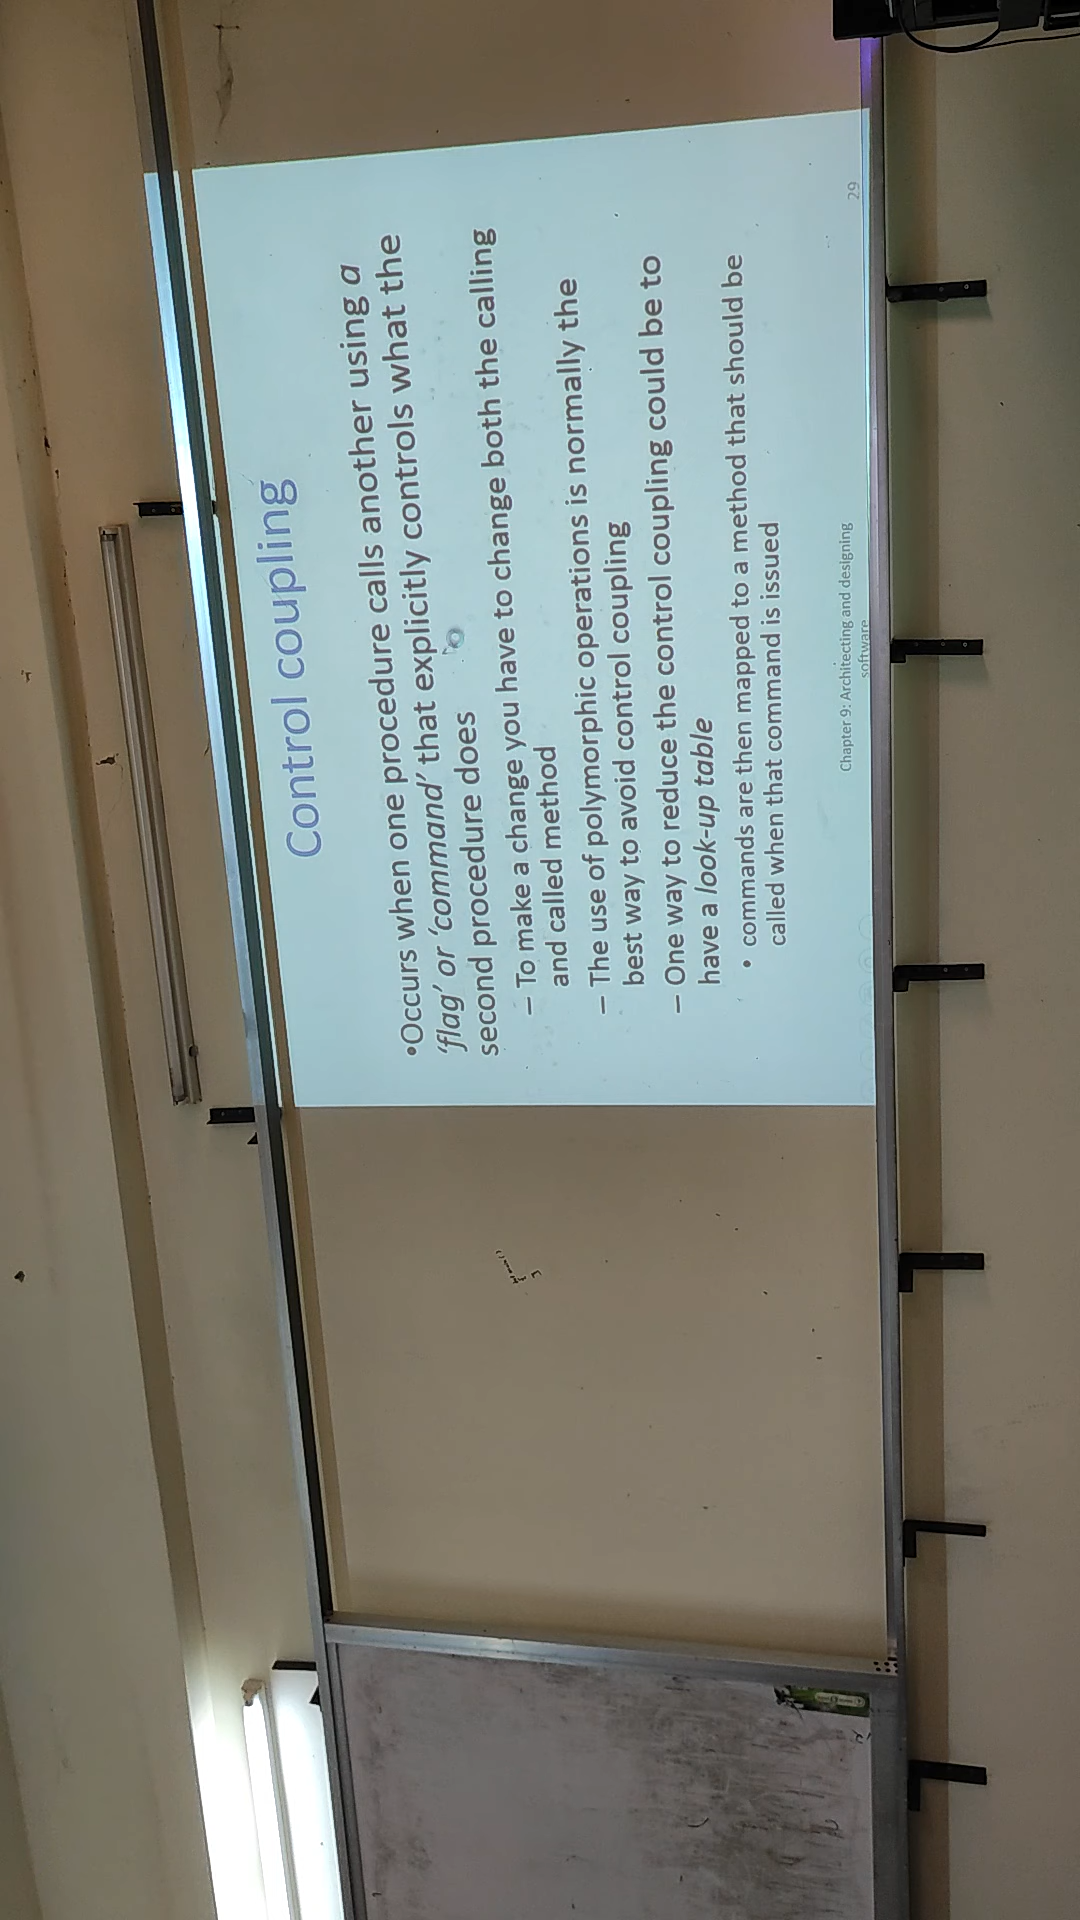 Control coupling
•Occurs when one procedure calls another using a
‘flag’ or ‘command’ that explicitly controls what the
second procedure does
– To make a change you have to change both the calling
and called method
– The use of polymorphic operations is normally the
best way to avoid control coupling
– One way to reduce the control coupling could be to
have a look-up table
• commands are then mapped to a method that should be
called when that command is issued
Chapter 9: Architecting and designing
software
29